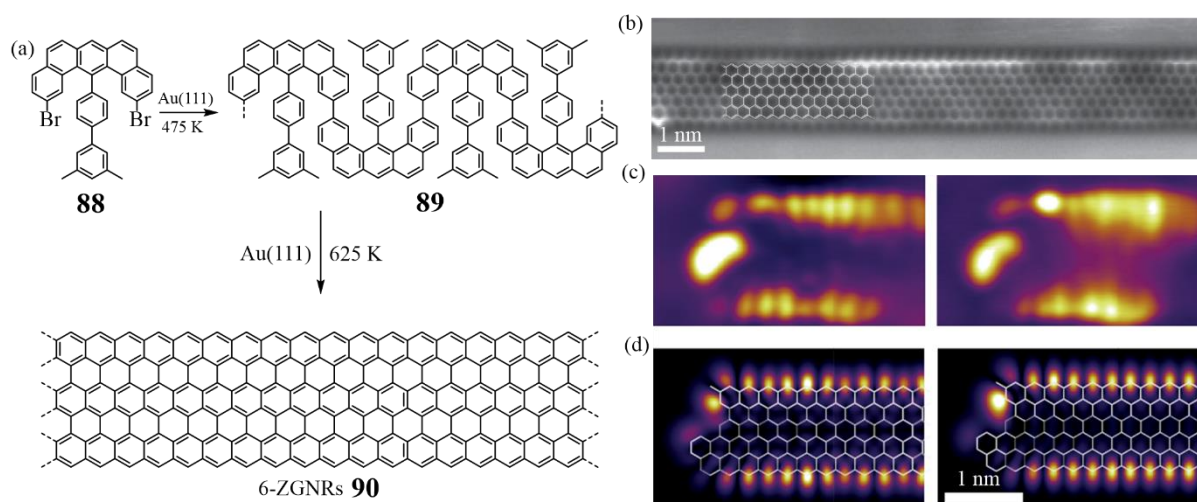 (a)
Br
Br
88
Au(111)
475 K
89
Au(111)
625 K
6-ZGNRs 90
(b)
1 nm
(c)
(d)
1 nm